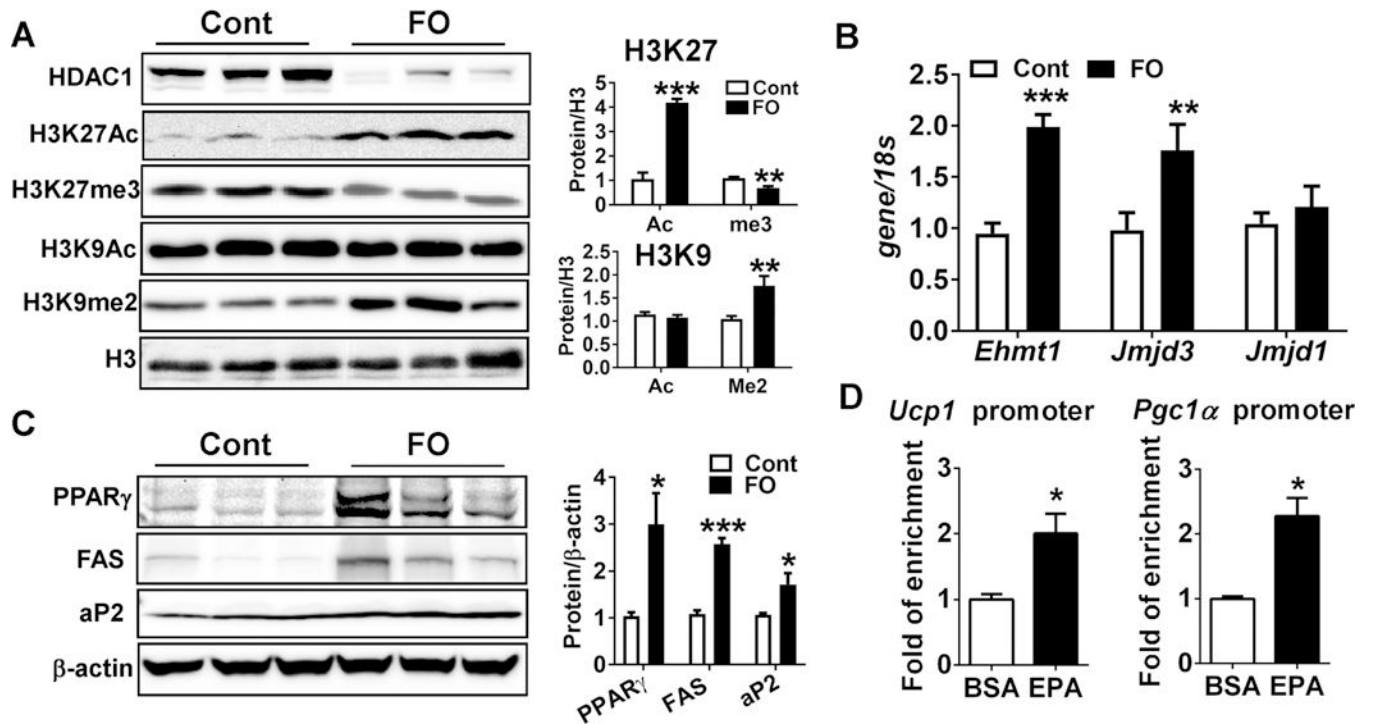 A
Cont FO
HDAC1
H3K27Ac
H3K27me3
H3K9Ac
H3K9me2
H3
H3K27
Protein/H3
5
4
3
2
1
0
Cont
FO
***
**
Ac me3
H3K9
Protein/H3
2.5
2.0
1.5
1.0
0.5
0.0
**
Ac Me2
B
Cont FO
gene/18s
2.5
2.0
1.5
1.0
0.5
0.0
***
**
Ehmt1 Jmjd3 Jmjd1
C
Cont FO
PPARγ
FAS
aP2
β-actin
Protein/β-actin
4
3
2
1
0
Cont
FO
*
***
*
PPARγ FAS aP2
D
Ucp1 promoter
Fold of enrichment
3
2
1
0
*
BSA EPA
Pgc1α promoter
Fold of enrichment
3
2
1
0
*
BSA EPA